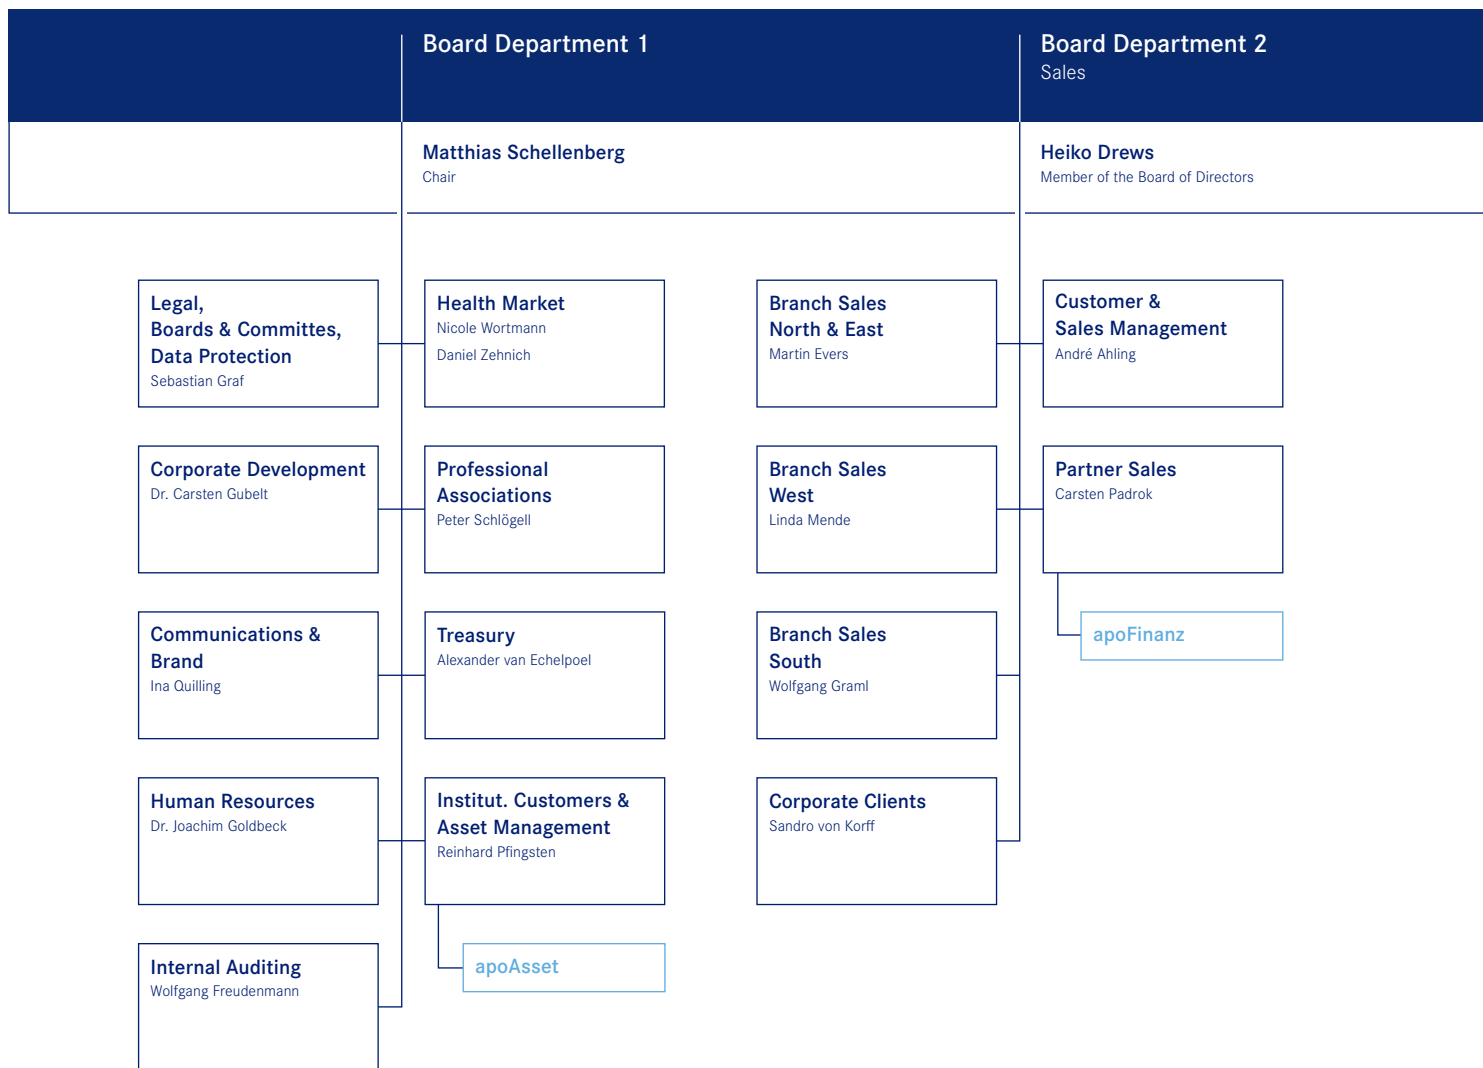 Board Department 1
Matthias Schellenberg
Chair
Legal,
Boards & Committes,
Data Protection
Sebastian Graf
Health Market
Nicole Wortmann
Daniel Zehnich
Corporate Development
Dr. Carsten Gubelt
Professional
Associations
Peter Schlögell
Communications &
Brand
Ina Quilling
Treasury
Alexander van Echelpoel
Human Resources
Dr. Joachim Goldbeck
Institut. Customers &
Asset Management
Reinhard Pfingsten
apoAsset
Internal Auditing
Wolfgang Freudenmann
Board Department 2
Sales
Heiko Drews
Member of the Board of Directors
Branch Sales
North & East
Martin Evers
Customer &
Sales Management
André Ahling
Branch Sales
West
Linda Mende
Partner Sales
Carsten Padrok
apoFinanz
Branch Sales
South
Wolfgang Graml
Corporate Clients
Sandro von Korff